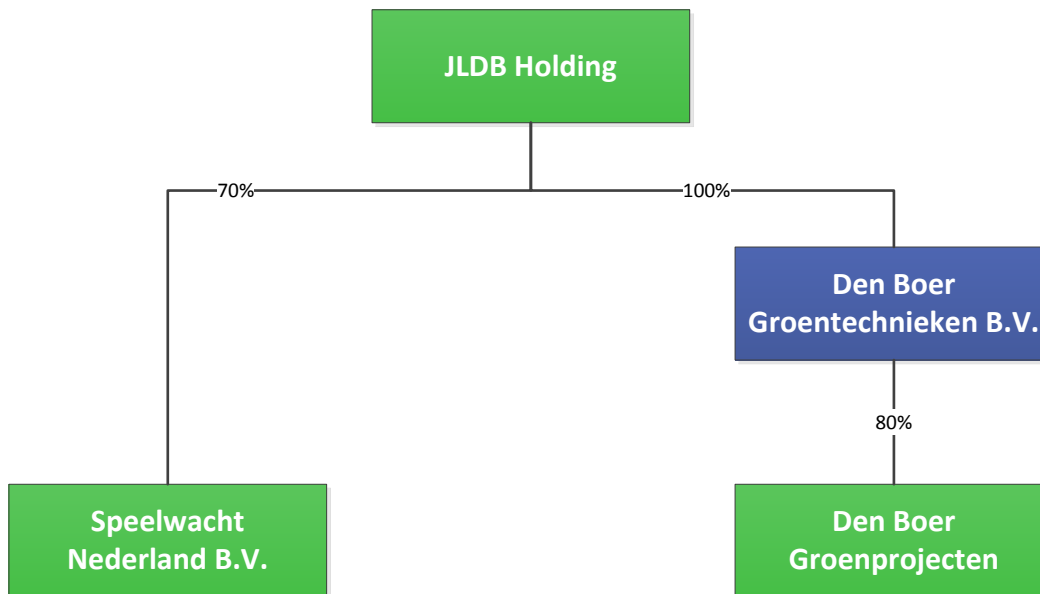 JLDB Holding
70%
100%
Den Boer
Groentechnieken B.V.
80%
Speelwacht
Nederland B.V.
Den Boer
Groenprojecten